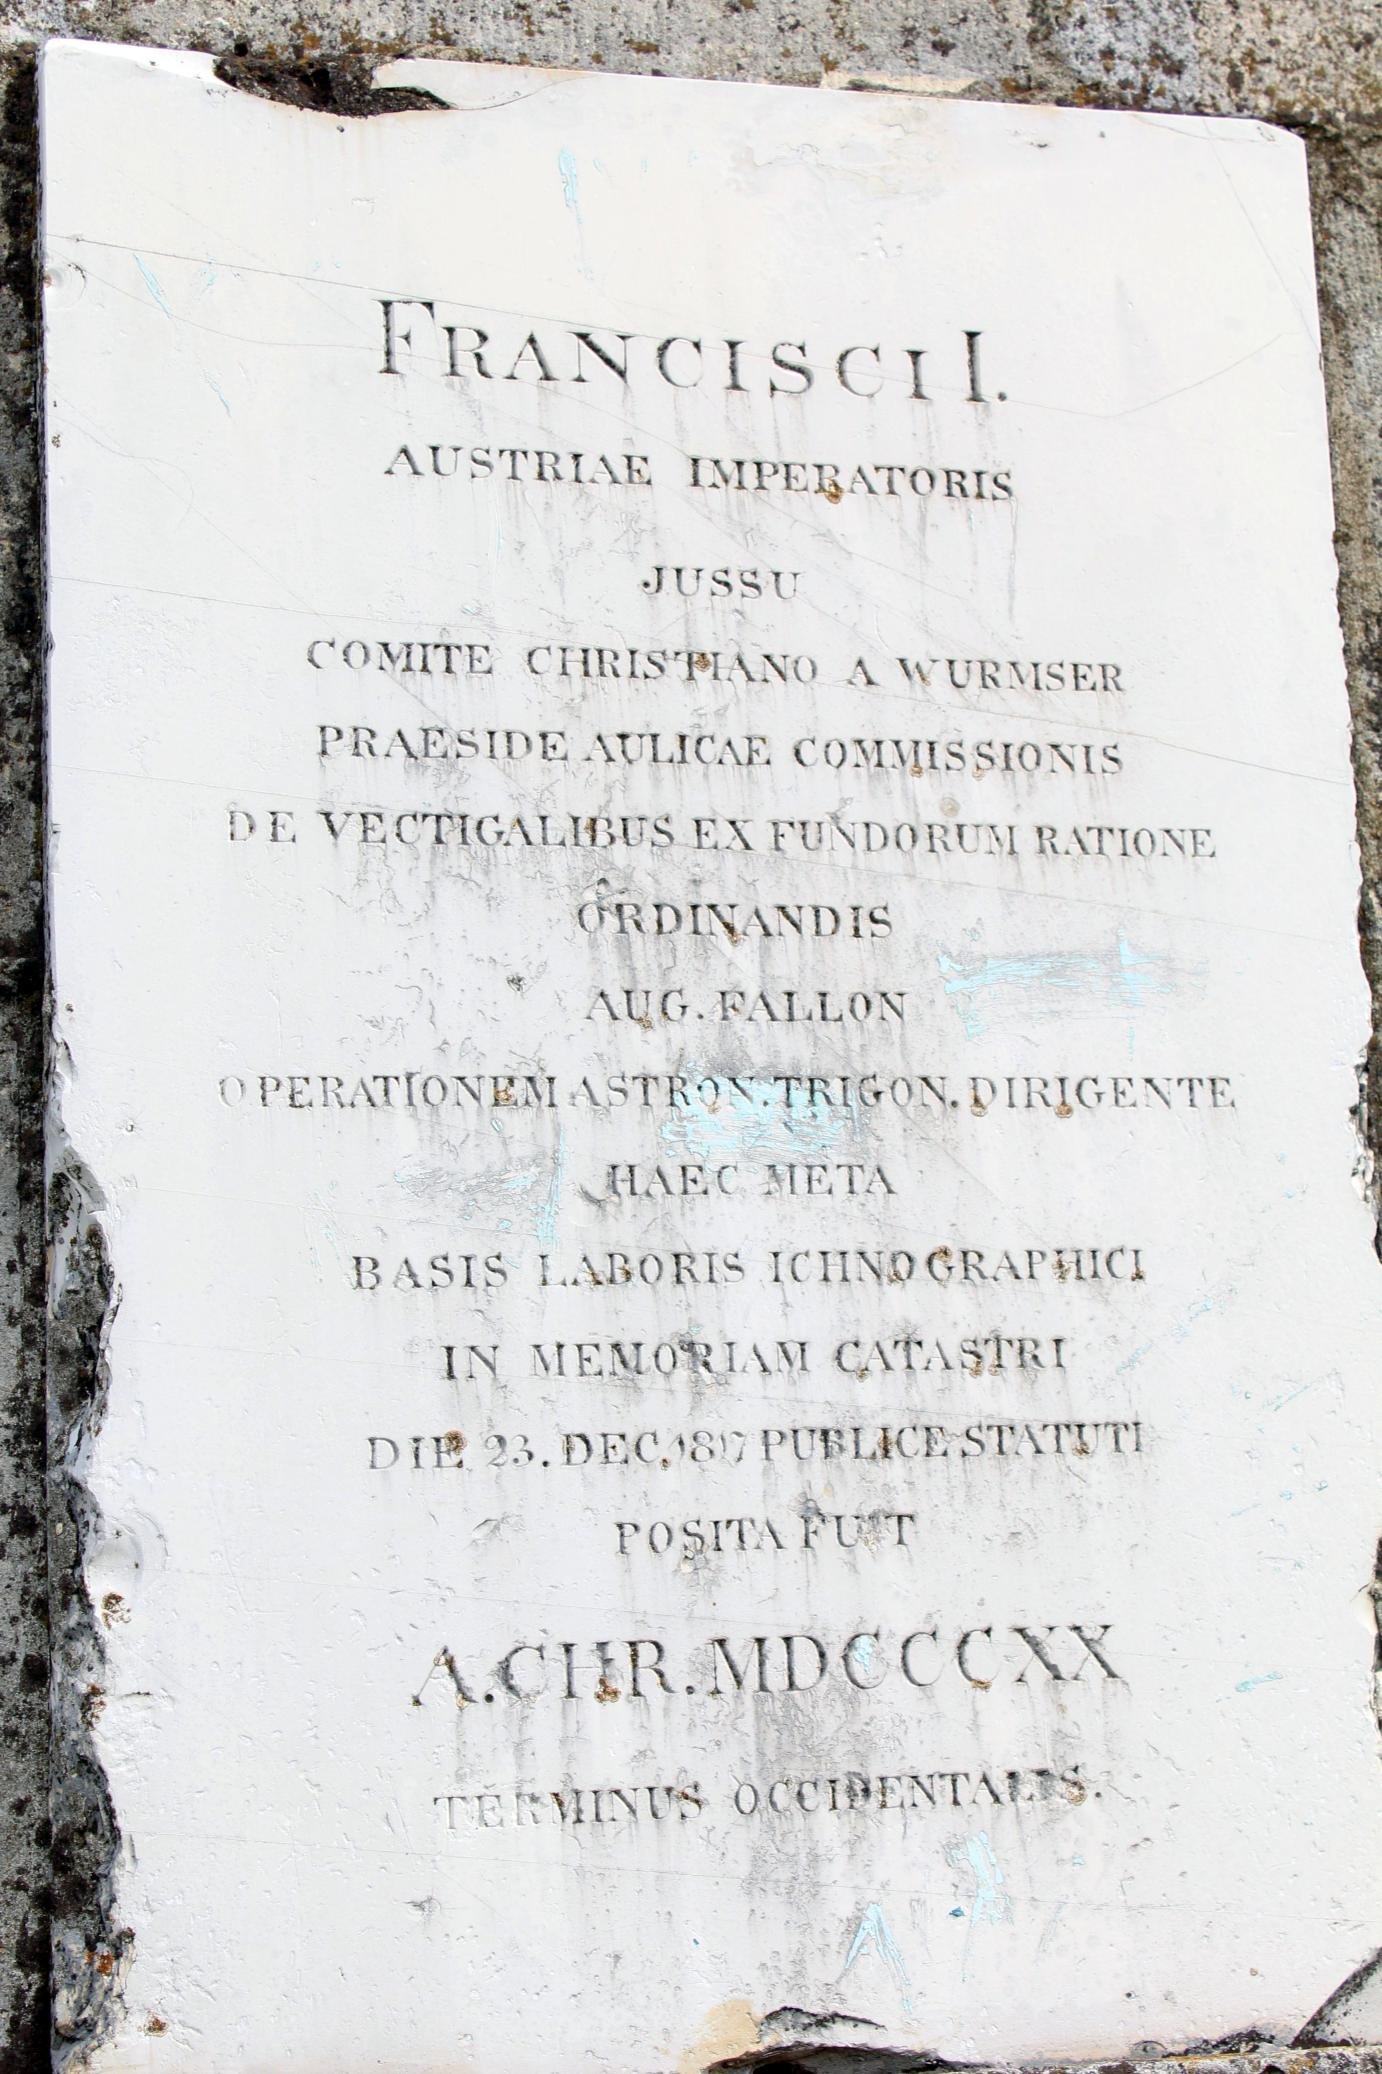 FRANCISCI I.
AUSTRIAE IMPERATORIS
JUSSU
COMITE CHRISTIANO A WURMSER
PRAESIDE AULICAE COMMISSIONIS
DE VECTIGALIBUS EX FUNDORUM RATIONE
ORDINANDIS
AUG. FALLON
OPERATIONEM ASTRON. TRIGON. DIRIGENTE
HAEC META
BASIS LABORIS ICHNOGRAPHICI
IN MEMORIAM CATASTRI
DIE 23. DEC. 1817 PUBLICE STATUTI
POSITA FUIT
A. CHR. MDCCCXX
TERMINUS OCCIDENTALIS.